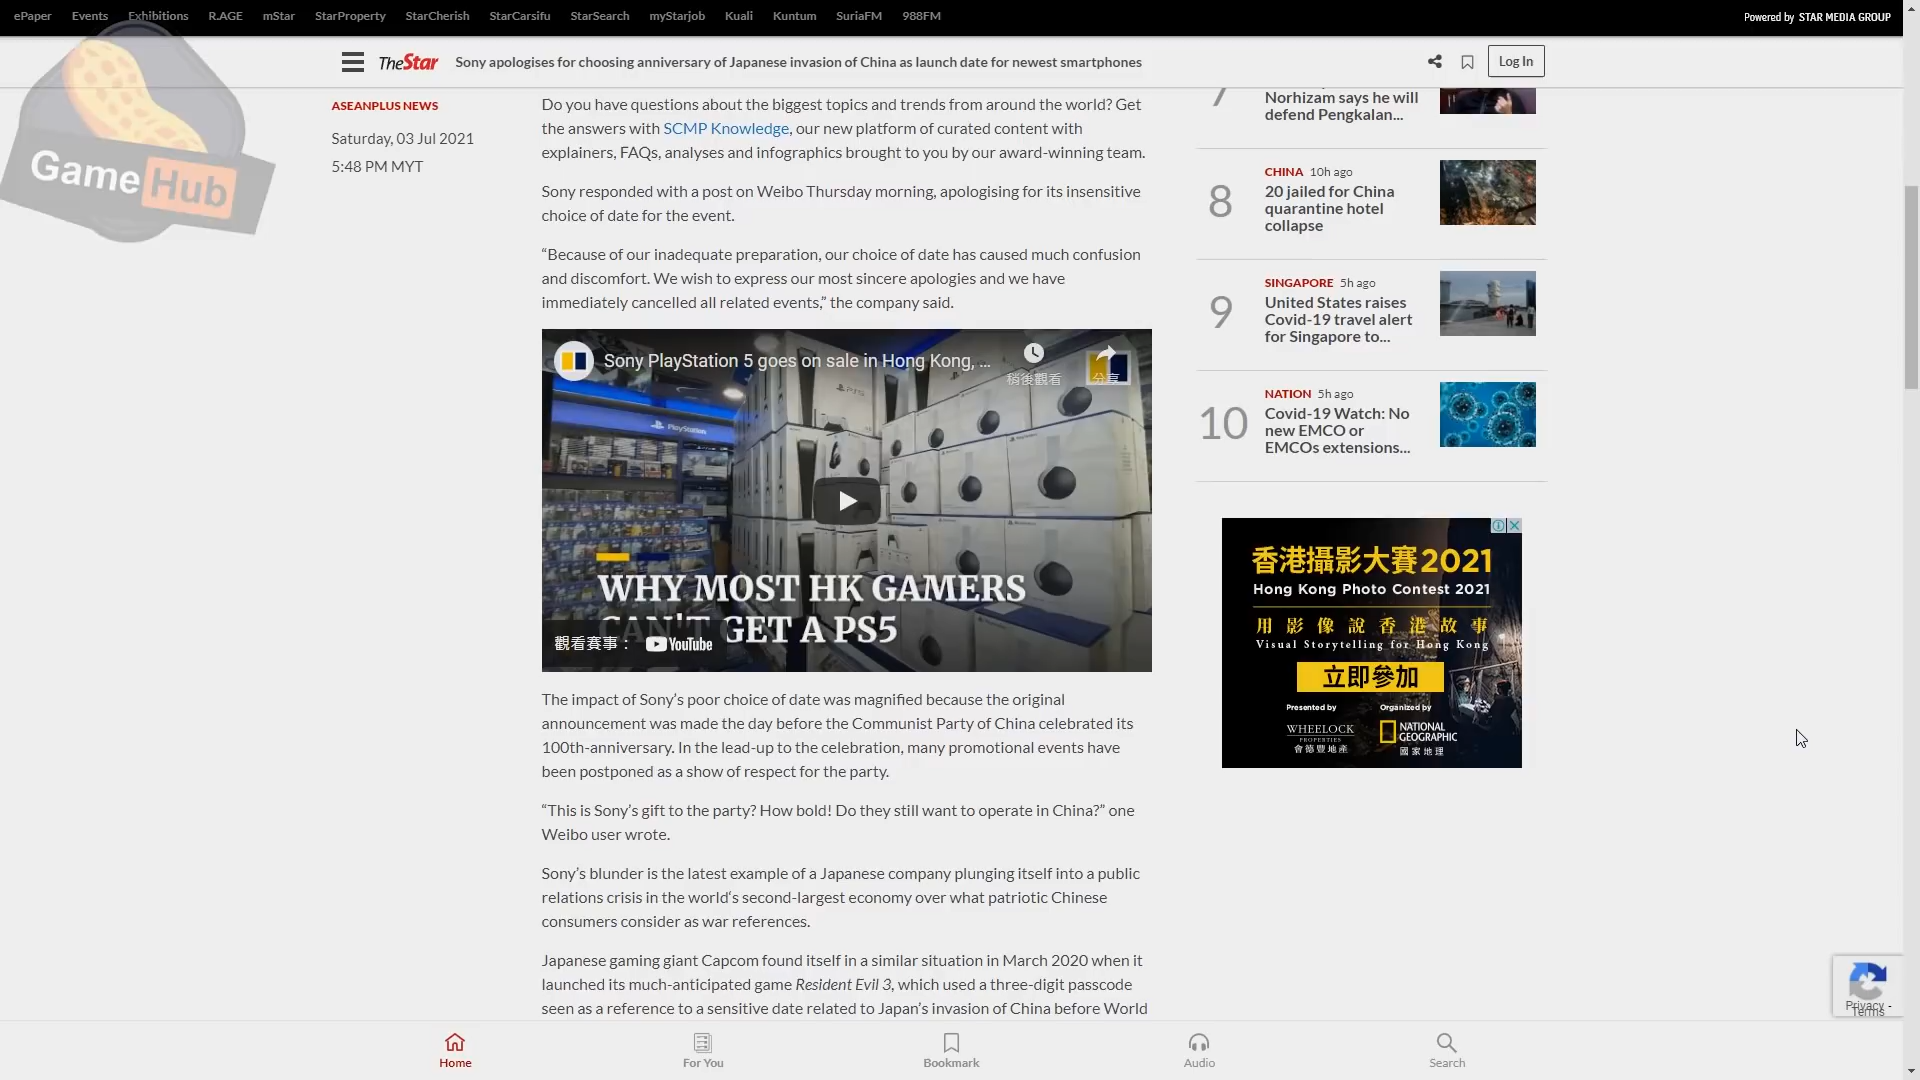 ePaper Events Exhibitions R.AGE mStar StarProperty StarCherish StarCarsifu StarSearch myStarjob Kuali Kuntum SuriaFM 988FM
Powered by STAR MEDIA GROUP
TheStar
Sony apologises for choosing anniversary of Japanese invasion of China as launch date for newest smartphones
Log In
Game Hub
ASEANPLUS NEWS
Saturday, 03 Jul 2021
5:48 PM MYT
Do you have questions about the biggest topics and trends from around the world? Get
the answers with SCMP Knowledge, our new platform of curated content with
explainers, FAQs, analyses and infographics brought to you by our award-winning team.
Sony responded with a post on Weibo Thursday morning, apologising for its insensitive
choice of date for the event.
“Because of our inadequate preparation, our choice of date has caused much confusion
and discomfort. We wish to express our most sincere apologies and we have
immediately cancelled all related events,” the company said.
Sony PlayStation 5 goes on sale in Hong Kong, ...
稍後觀看
分享
PlayStation
WHY MOST HK GAMERS
CAN'T GET A PS5
觀看賽事：
YouTube
The impact of Sony’s poor choice of date was magnified because the original
announcement was made the day before the Communist Party of China celebrated its
100th-anniversary. In the lead-up to the celebration, many promotional events have
been postponed as a show of respect for the party.
“This is Sony’s gift to the party? How bold! Do they still want to operate in China?” one
Weibo user wrote.
Sony’s blunder is the latest example of a Japanese company plunging itself into a public
relations crisis in the world‘s second-largest economy over what patriotic Chinese
consumers consider as war references.
Japanese gaming giant Capcom found itself in a similar situation in March 2020 when it
launched its much-anticipated game Resident Evil 3, which used a three-digit passcode
seen as a reference to a sensitive date related to Japan’s invasion of China before World
7
Norhizam says he will
defend Pengkalan...
8
CHINA 10h ago
20 jailed for China
quarantine hotel
collapse
9
SINGAPORE 5h ago
United States raises
Covid-19 travel alert
for Singapore to...
10
NATION 5h ago
Covid-19 Watch: No
new EMCO or
EMCOs extensions...
香港攝影大賽2021
Hong Kong Photo Contest 2021
用影像說香港故事
Visual Storytelling for Hong Kong
立即參加
Presented by
Organized by
WHEELOCK
PROPERTIES
會德豐地產
NATIONAL
GEOGRAPHIC
國家地理
Privacy -
Terms
Home
For You
Bookmark
Audio
Search